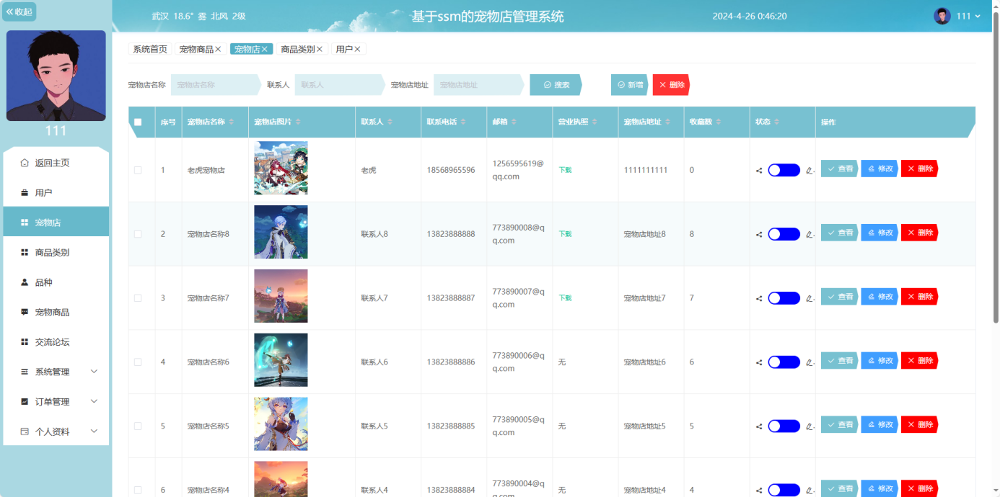 收起
武汉 18.6° 雾 北风 2级
基于ssm的宠物店管理系统
2024-4-26 0:46:20
111
111
返回主页
用户
宠物店
商品类别
品种
宠物商品
交流论坛
系统管理
订单管理
个人资料
系统首页 宠物商品 宠物店 商品类别 用户
宠物店名称 宠物店名称 联系人 联系人 宠物店地址 宠物店地址 搜索 新增 删除
序号 宠物店名称 宠物店图片 联系人 联系电话 邮箱 营业执照 宠物店地址 收藏数 状态 操作
1 老虎宠物店 老虎 18568965596 1256595619@qq.com 下载 1111111111 0 查看 修改 删除
2 宠物店名称8 联系人8 13823888888 773890008@qq.com 下载 宠物店地址8 8 查看 修改 删除
3 宠物店名称7 联系人7 13823888887 773890007@qq.com 下载 宠物店地址7 7 查看 修改 删除
4 宠物店名称6 联系人6 13823888886 773890006@qq.com 无 宠物店地址6 6 查看 修改 删除
5 宠物店名称5 联系人5 13823888885 773890005@qq.com 无 宠物店地址5 5 查看 修改 删除
6 宠物店名称4 联系人4 13823888884 773890004@qq.com 无 宠物店地址4 4 查看 修改 删除